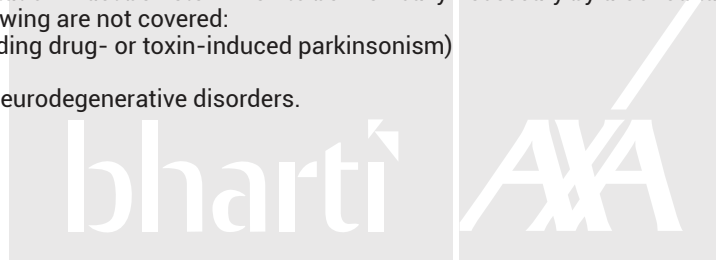 wing are not covered:
ding drug- or toxin-induced parkinsonism)
eurodegenerative disorders.
bharti AXA